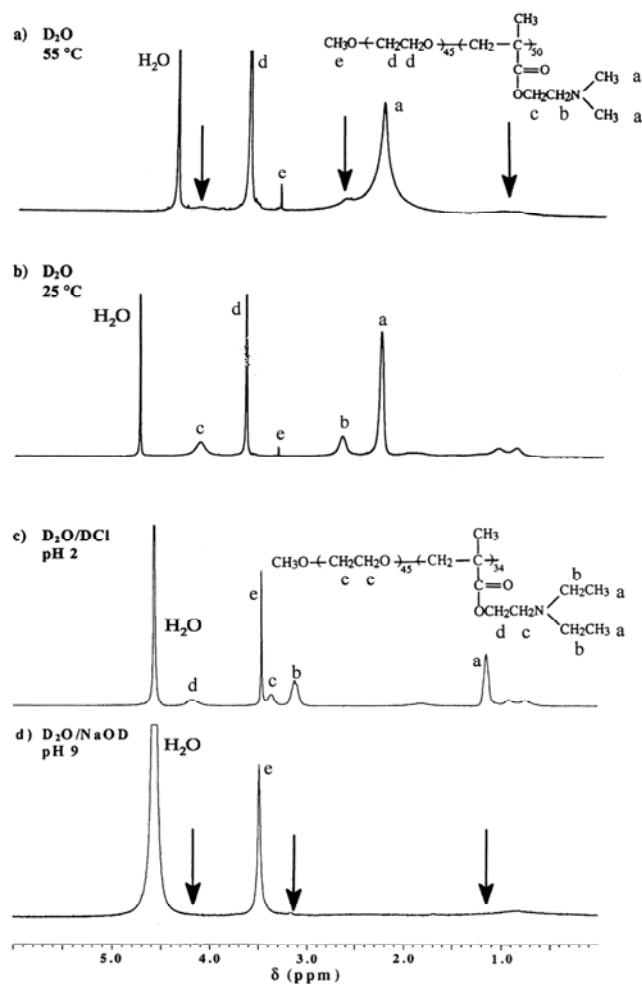 a) D₂O
55 °C
H₂O
d
a
e
CH₃
CH₃O—(CH₂CH₂O)₄₅(CH₂—C)₅₀
e d d
C=O
OCH₂CH₂N
CH₃ a
c b
CH₃ a
b) D₂O
25 °C
H₂O
d
a
c
e
b
c) D₂O/DCl
pH 2
H₂O
e
d
c
b
a
CH₃
CH₃O—(CH₂CH₂O)₄₅(CH₂—C)₃₄
c c
C=O
b
CH₂CH₃ a
OCH₂CH₂N
d c
CH₂CH₃ a
b
d) D₂O/NaOD
pH 9
H₂O
e
5.0 4.0 3.0 2.0 1.0
δ (ppm)